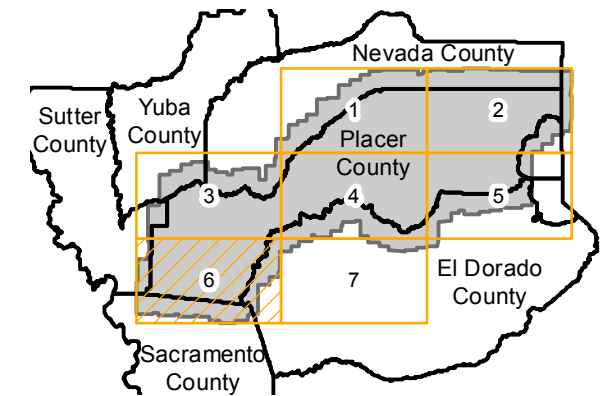 Nevada County
Sutter
County
Yuba
County
1
2
Placer
County
3
4
5
6
7
El Dorado
County
Sacramento
County